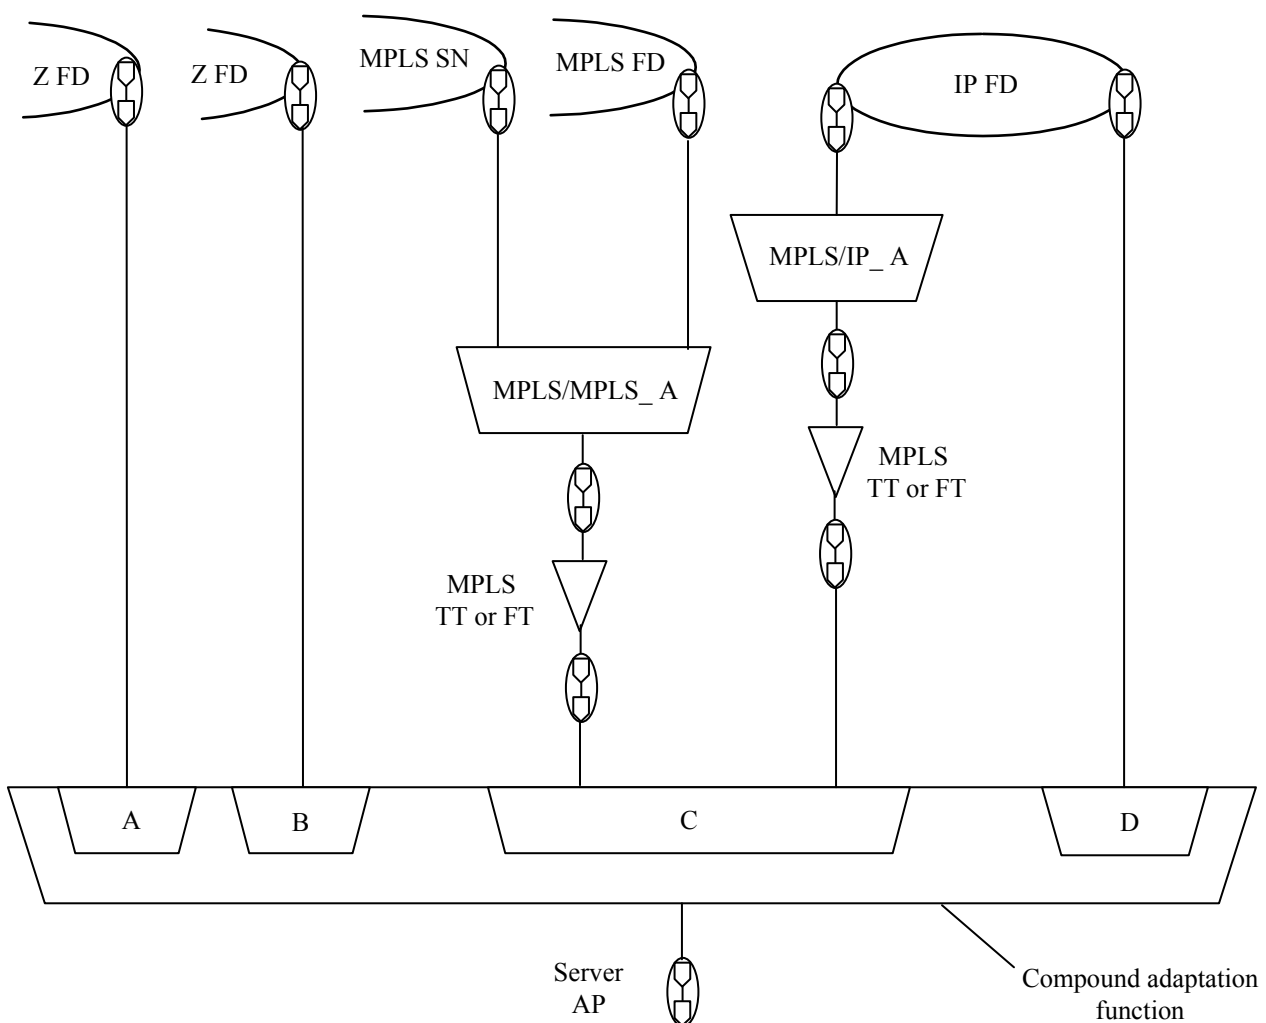 Z FD
Z FD
MPLS SN
MPLS FD
IP FD
MPLS/IP_ A
MPLS/MPLS_ A
MPLS
TT or FT
MPLS
TT or FT
A
B
C
D
Server
AP
Compound adaptation
function